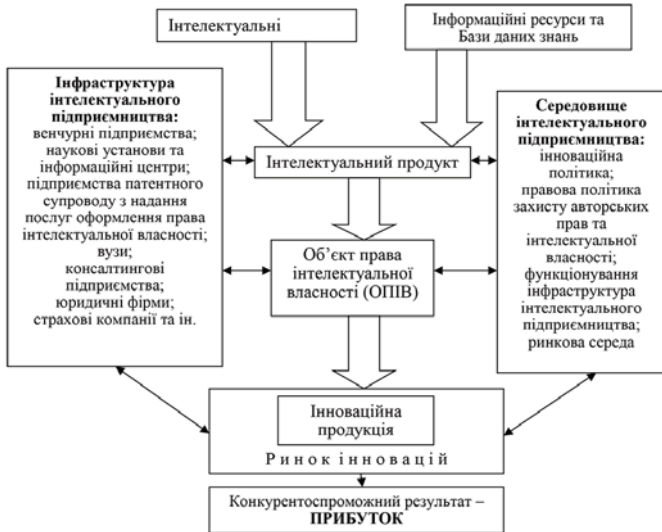 Інтелектуальні
Інформаційні ресурси та
Бази даних знань
Інфраструктура
інтелектуального
підприємництва:
венчурні підприємства;
наукові установи та
інформаційні центри;
підприємства патентного
супроводу з надання
послуг оформлення права
інтелектуальної власності;
вузи;
консалтингові
підприємства;
юридичні фірми;
страхові компанії та ін.
Інтелектуальний продукт
Об’єкт права
інтелектуальної
власності (ОПІВ)
Середовище
інтелектуального
підприємництва:
інноваційна
політика;
правова політика
захисту авторських
прав та
інтелектуальної
власності;
функціонування
інфраструктура
інтелектуального
підприємництва;
ринкова середа
Інноваційна
продукція
Ринок інновацій
Конкурентоспроможний результат –
ПРИБУТОК